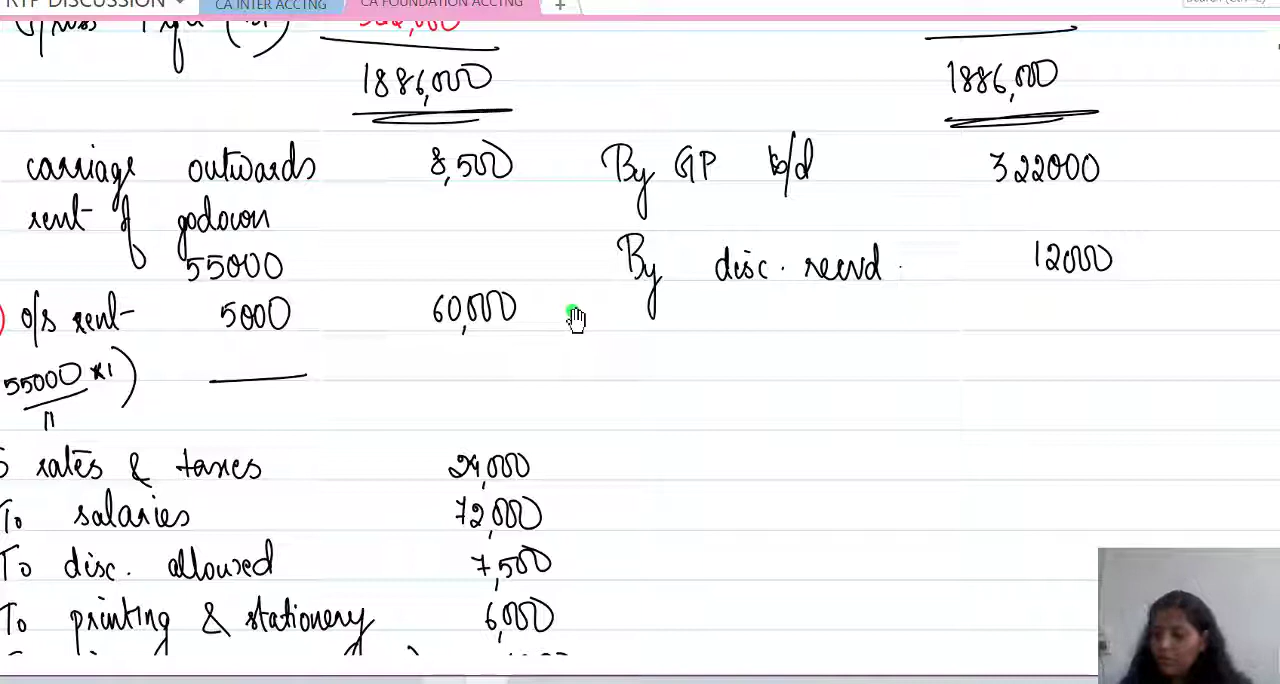 RTP DISCUSSION CA INTER ACCTNG CA FOUNDATION ACCTNG +
1886,000 1886,000
carriage outwards 8,500 By GP b/d 322000
rent of godown
55000 By disc. recevd. 12000
o/s rent 5000 60,000
55000 x1)
11
rates & taxes 24,000
To salaries 72,000
To disc. allowed 7,500
To printing & stationery 6,000